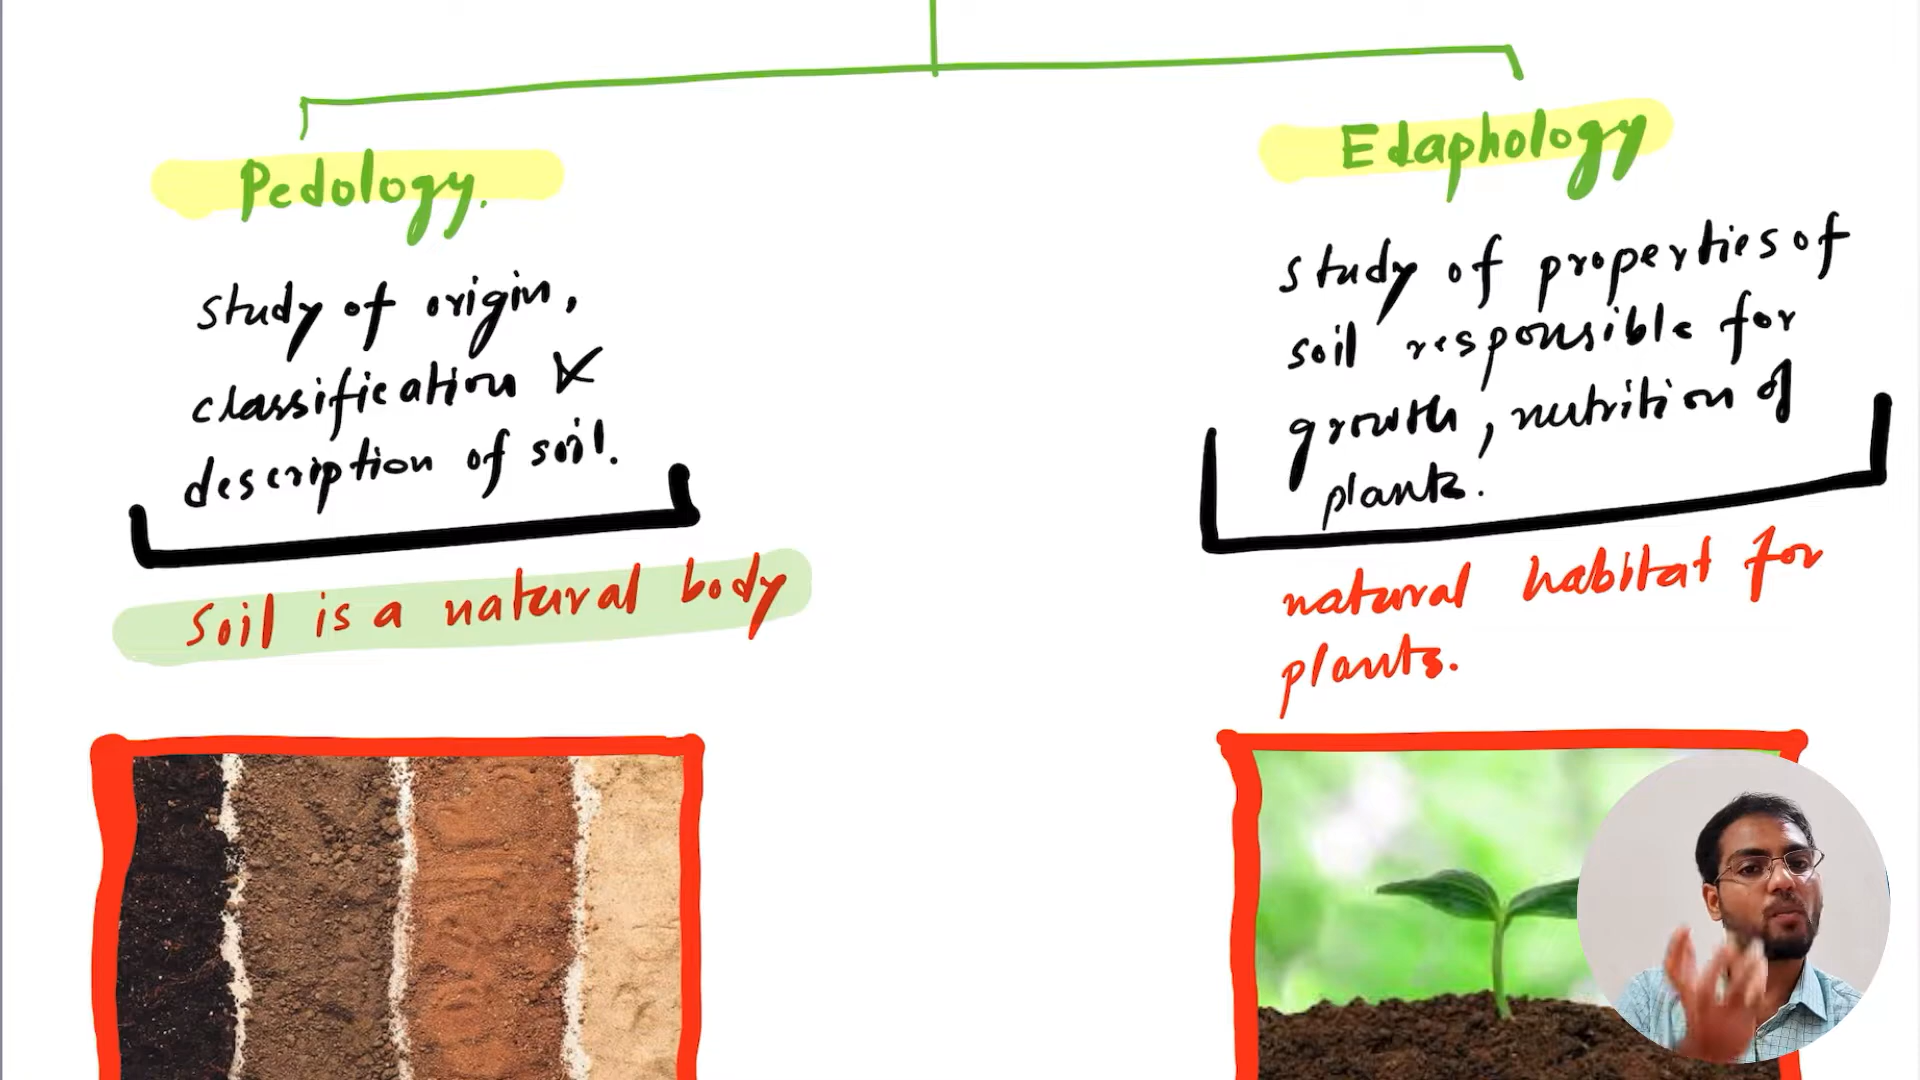 Pedology.
study of origin,
classification &
description of soil.
Soil is a natural body
Edaphology
study of properties of
soil responsible for
growth, nutrition of
plants.
natural habitat for
plants.